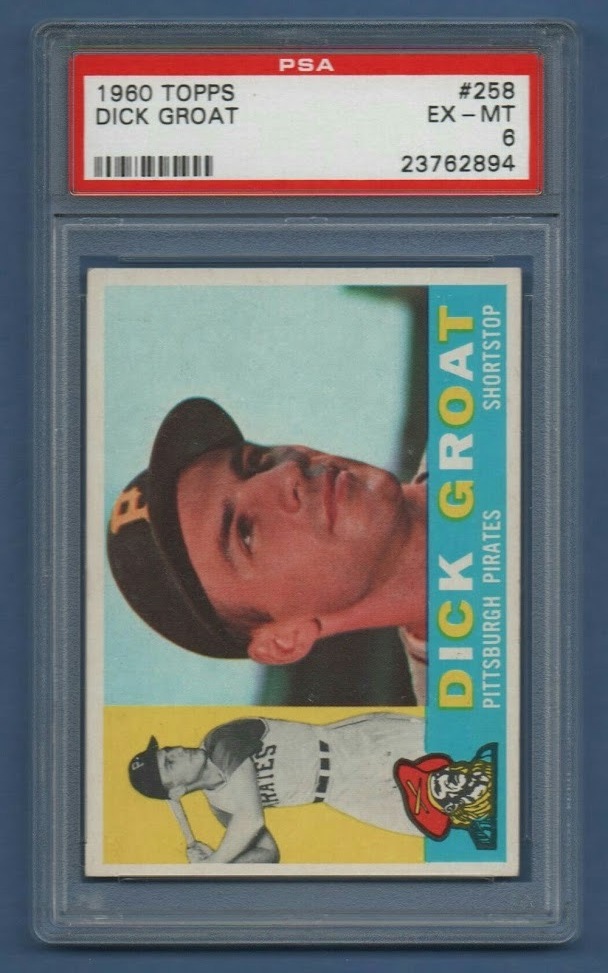 PSA
1960 TOPPS #258
DICK GROAT EX-MT
6
23762894
DICK GROAT
PITTSBURGH PIRATES SHORTSTOP
P
P
IRATES